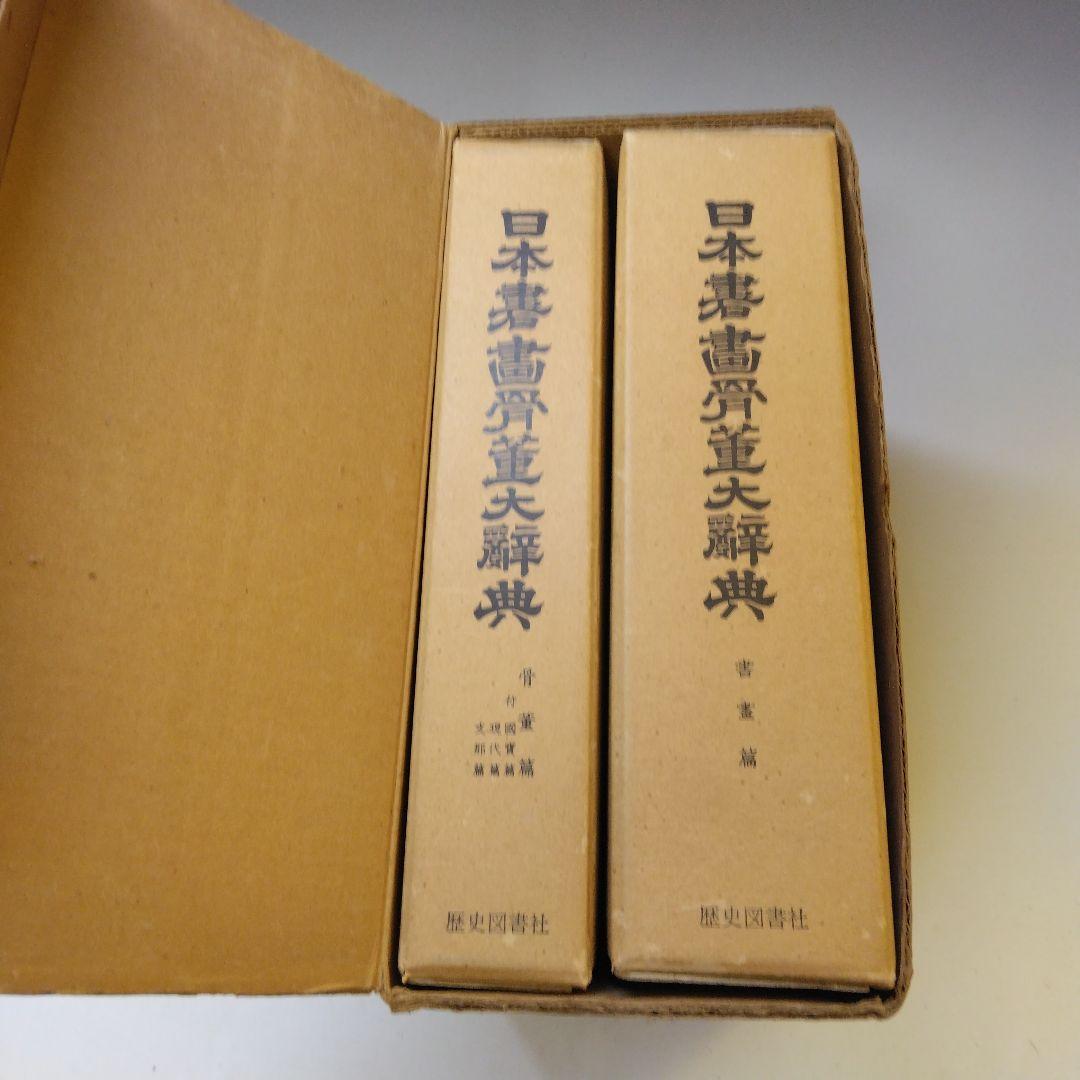 日本書畫骨董大辭典
書畫篇
歴史図書社
日本書畫骨董大辭典
骨董篇
付 國寶篇
現代篇
支那篇
歴史図書社